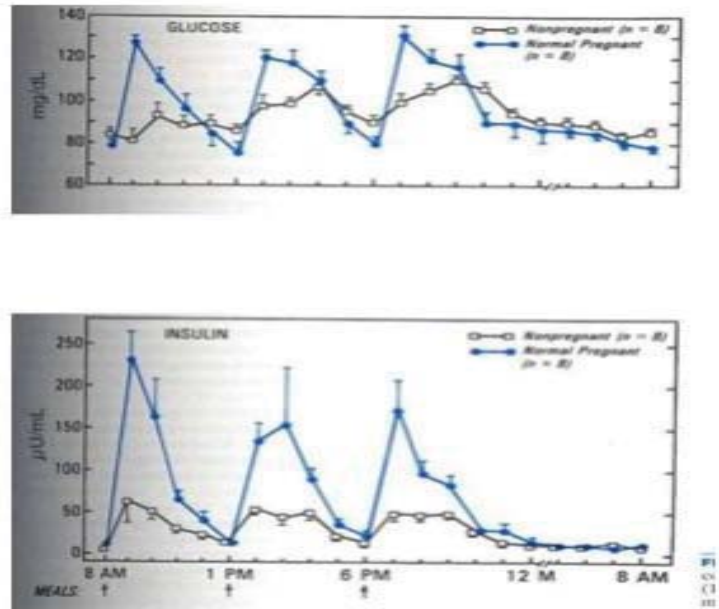 GLUCOSE
Nonpregnant (n = 8)
Normal Pregnant
(n = 8)
mg/dL
140
120
100
80
60
INSULIN
Nonpregnant (n = 8)
Normal Pregnant
(n = 8)
µU/mL
250
200
150
100
50
0
8 AM 1 PM 6 PM 12 M 8 AM
MEALS: